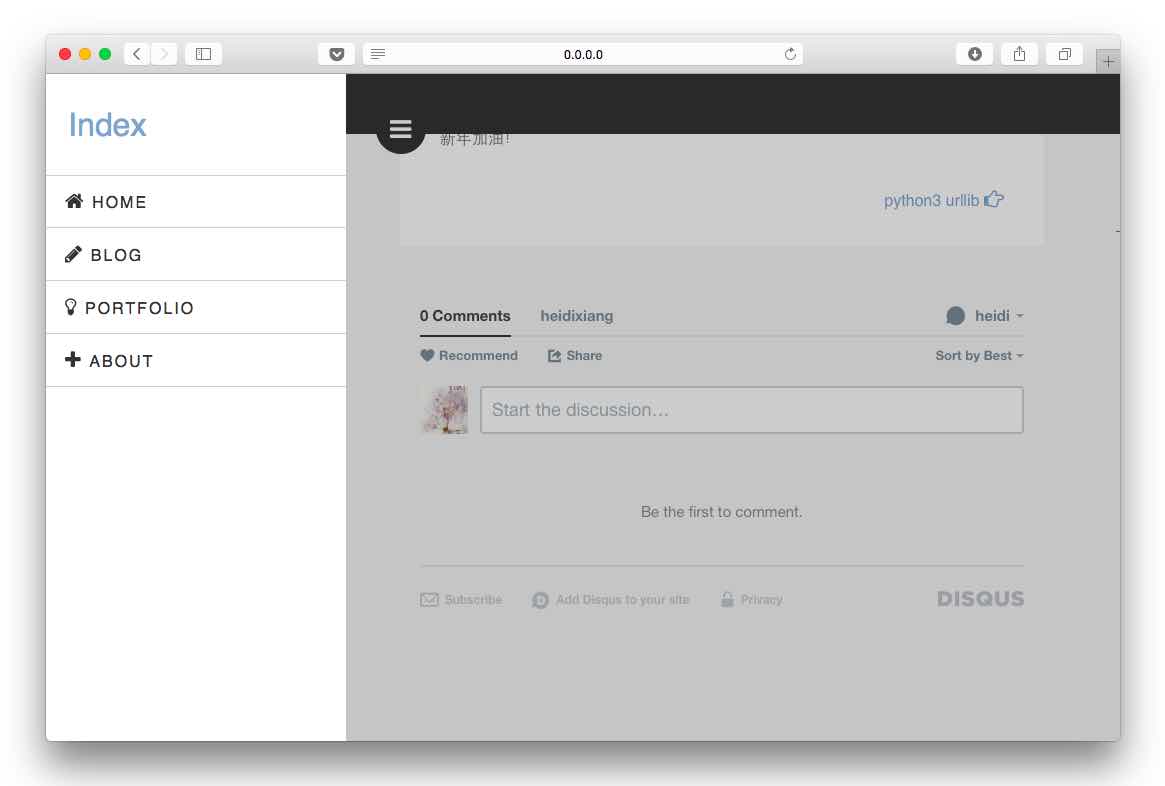 0.0.0.0
Index
HOME
BLOG
PORTFOLIO
ABOUT
新年加油!
python3 urllib
0 Comments heidixiang heidi
Recommend Share Sort by Best
Start the discussion…
Be the first to comment.
Subscribe Add Disqus to your site Privacy DISQUS